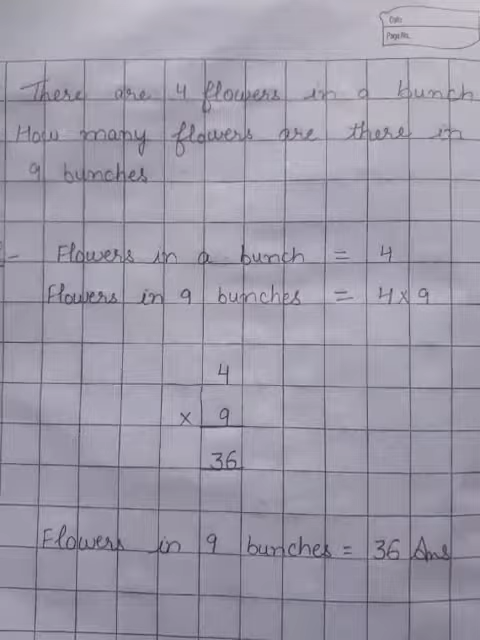 Date
Page No.
There are 4 flowers in a bunch
How many flowers are there in
9 bunches
- Flowers in a bunch = 4
Flowers in 9 bunches = 4 x 9
4
x 9
36
Flowers in 9 bunches = 36 Ans